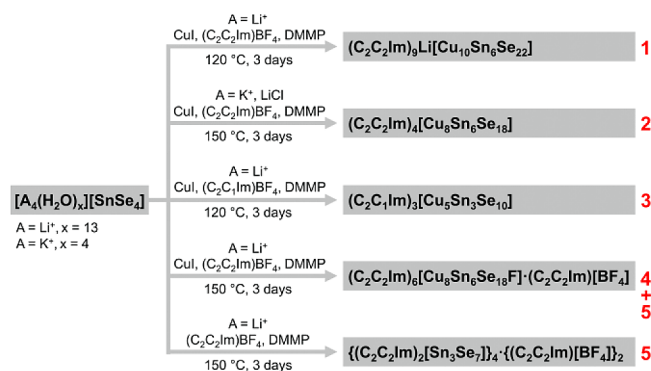 A = Li⁺
CuI, (C₂C₂Im)BF₄, DMMP
120 °C, 3 days
(C₂C₂Im)₉Li[Cu₁₀Sn₆Se₂₂]
1
A = K⁺, LiCl
CuI, (C₂C₂Im)BF₄, DMMP
150 °C, 3 days
(C₂C₂Im)₄[Cu₈Sn₆Se₁₈]
2
[A₄(H₂O)ₓ][SnSe₄]
A = Li⁺, x = 13
A = K⁺, x = 4
A = Li⁺
CuI, (C₂C₁Im)BF₄, DMMP
120 °C, 3 days
(C₂C₁Im)₃[Cu₅Sn₃Se₁₀]
3
A = Li⁺
CuI, (C₂C₂Im)BF₄, DMMP
150 °C, 3 days
(C₂C₂Im)₆[Cu₈Sn₆Se₁₈F]·(C₂C₂Im)[BF₄]
4
+
5
A = Li⁺
(C₂C₂Im)BF₄, DMMP
150 °C, 3 days
{(C₂C₂Im)₂[Sn₃Se₇]}₄·{(C₂C₂Im)[BF₄]}₂
5